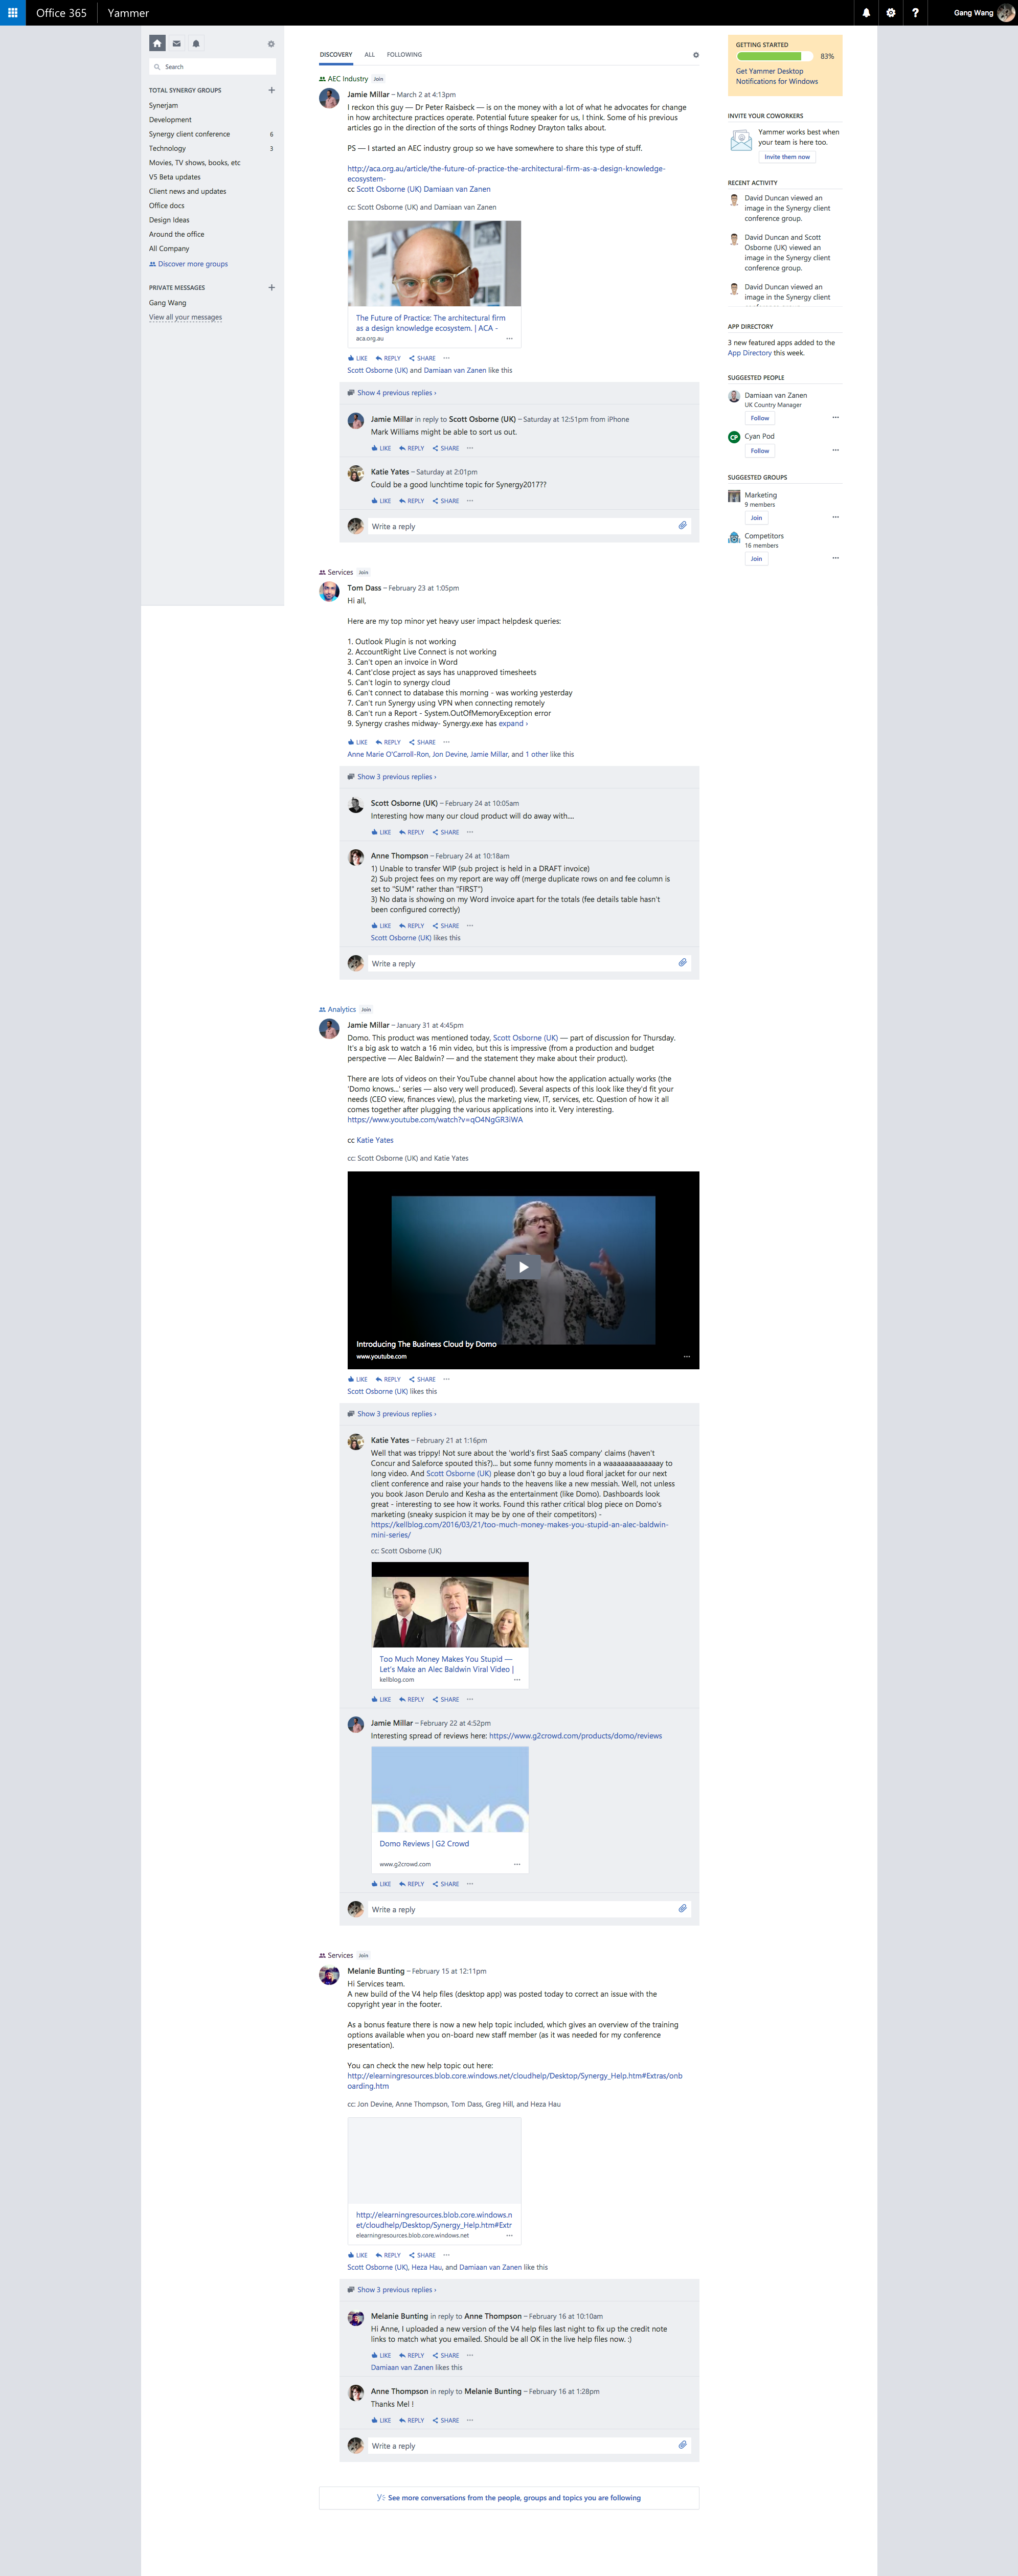 Office 365
Yammer
Gang Wang
Search
TOTAL SYNERGY GROUPS
Synerjam
Development
Synergy client conference 6
Technology 3
Movies, TV shows, books, etc
V5 Beta updates
Client news and updates
Office docs
Design Ideas
Around the office
All Company
Discover more groups
PRIVATE MESSAGES
Gang Wang
View all your messages
DISCOVERY ALL FOLLOWING
AEC Industry Join
Jamie Millar – March 2 at 4:13pm
I reckon this guy — Dr Peter Raisbeck — is on the money with a lot of what he advocates for change
in how architecture practices operate. Potential future speaker for us, I think. Some of his previous
articles go in the direction of the sorts of things Rodney Drayton talks about.
PS — I started an AEC industry group so we have somewhere to share this type of stuff.
http://aca.org.au/article/the-future-of-practice-the-architectural-firm-as-a-design-knowledge-
ecosystem-
cc Scott Osborne (UK) Damiaan van Zanen
cc: Scott Osborne (UK) and Damiaan van Zanen
The Future of Practice: The architectural firm
as a design knowledge ecosystem. | ACA -
aca.org.au
LIKE REPLY SHARE
Scott Osborne (UK) and Damiaan van Zanen like this
Show 4 previous replies ›
Jamie Millar in reply to Scott Osborne (UK) – Saturday at 12:51pm from iPhone
Mark Williams might be able to sort us out.
LIKE REPLY SHARE
Katie Yates – Saturday at 2:01pm
Could be a good lunchtime topic for Synergy2017??
LIKE REPLY SHARE
Write a reply
Services Join
Tom Dass – February 23 at 1:05pm
Hi all,
Here are my top minor yet heavy user impact helpdesk queries:
1. Outlook Plugin is not working
2. AccountRight Live Connect is not working
3. Can't open an invoice in Word
4. Cant'close project as says has unapproved timesheets
5. Can't login to synergy cloud
6. Can't connect to database this morning - was working yesterday
7. Can't run Synergy using VPN when connecting remotely
8. Can't run a Report - System.OutOfMemoryException error
9. Synergy crashes midway- Synergy.exe has expand ›
LIKE REPLY SHARE
Anne Marie O'Carroll-Ron, Jon Devine, Jamie Millar, and 1 other like this
Show 3 previous replies ›
Scott Osborne (UK) – February 24 at 10:05am
Interesting how many our cloud product will do away with....
LIKE REPLY SHARE
Anne Thompson – February 24 at 10:18am
1) Unable to transfer WIP (sub project is held in a DRAFT invoice)
2) Sub project fees on my report are way off (merge duplicate rows on and fee column is
set to "SUM" rather than "FIRST")
3) No data is showing on my Word invoice apart for the totals (fee details table hasn't
been configured correctly)
LIKE REPLY SHARE
Scott Osborne (UK) likes this
Write a reply
Analytics Join
Jamie Millar – January 31 at 4:45pm
Domo. This product was mentioned today, Scott Osborne (UK) — part of discussion for Thursday.
It's a big ask to watch a 16 min video, but this is impressive (from a production and budget
perspective — Alec Baldwin? — and the statement they make about their product).
There are lots of videos on their YouTube channel about how the application actually works (the
'Domo knows...' series — also very well produced). Several aspects of this look like they'd fit your
needs (CEO view, finances view), plus the marketing view, IT, services, etc. Question of how it all
comes together after plugging the various applications into it. Very interesting.
https://www.youtube.com/watch?v=qO4NgGR3iWA
cc Katie Yates
cc: Scott Osborne (UK) and Katie Yates
Introducing The Business Cloud by Domo
www.youtube.com
LIKE REPLY SHARE
Scott Osborne (UK) likes this
Show 3 previous replies ›
Katie Yates – February 21 at 1:16pm
Well that was trippy! Not sure about the 'world's first SaaS company' claims (haven't
Concur and Saleforce spouted this?)... but some funny moments in a waaaaaaaaaaaaay to
long video. And Scott Osborne (UK) please don't go buy a loud floral jacket for our next
client conference and raise your hands to the heavens like a new messiah. Well, not unless
you book Jason Derulo and Kesha as the entertainment (like Domo). Dashboards look
great - interesting to see how it works. Found this rather critical blog piece on Domo's
marketing (sneaky suspicion it may be by one of their competitors) -
https://kellblog.com/2016/03/21/too-much-money-makes-you-stupid-an-alec-baldwin-
mini-series/
cc: Scott Osborne (UK)
Too Much Money Makes You Stupid —
Let's Make an Alec Baldwin Viral Video |
kellblog.com
LIKE REPLY SHARE
Jamie Millar – February 22 at 4:52pm
Interesting spread of reviews here: https://www.g2crowd.com/products/domo/reviews
DOMO
Domo Reviews | G2 Crowd
www.g2crowd.com
LIKE REPLY SHARE
Write a reply
Services Join
Melanie Bunting – February 15 at 12:11pm
Hi Services team.
A new build of the V4 help files (desktop app) was posted today to correct an issue with the
copyright year in the footer.
As a bonus feature there is now a new help topic included, which gives an overview of the training
options available when you on-board new staff member (as it was needed for my conference
presentation).
You can check the new help topic out here:
http://elearningresources.blob.core.windows.net/cloudhelp/Desktop/Synergy_Help.htm#Extras/onb
oarding.htm
cc: Jon Devine, Anne Thompson, Tom Dass, Greg Hill, and Heza Hau
http://elearningresources.blob.core.windows.n
et/cloudhelp/Desktop/Synergy_Help.htm#Extr
elearningresources.blob.core.windows.net
LIKE REPLY SHARE
Scott Osborne (UK), Heza Hau, and Damiaan van Zanen like this
Show 3 previous replies ›
Melanie Bunting in reply to Anne Thompson – February 16 at 10:10am
Hi Anne, I uploaded a new version of the V4 help files last night to fix up the credit note
links to match what you emailed. Should be all OK in the live help files now. :)
LIKE REPLY SHARE
Damiaan van Zanen likes this
Anne Thompson in reply to Melanie Bunting – February 16 at 1:28pm
Thanks Mel !
LIKE REPLY SHARE
Write a reply
See more conversations from the people, groups and topics you are following
GETTING STARTED
83%
Get Yammer Desktop
Notifications for Windows
INVITE YOUR COWORKERS
Yammer works best when
your team is here too.
Invite them now
RECENT ACTIVITY
David Duncan viewed an
image in the Synergy client
conference group.
David Duncan and Scott
Osborne (UK) viewed an
image in the Synergy client
conference group.
David Duncan viewed an
image in the Synergy client
APP DIRECTORY
3 new featured apps added to the
App Directory this week.
SUGGESTED PEOPLE
Damiaan van Zanen
UK Country Manager
Follow
CP Cyan Pod
Follow
SUGGESTED GROUPS
Marketing
9 members
Join
Competitors
16 members
Join